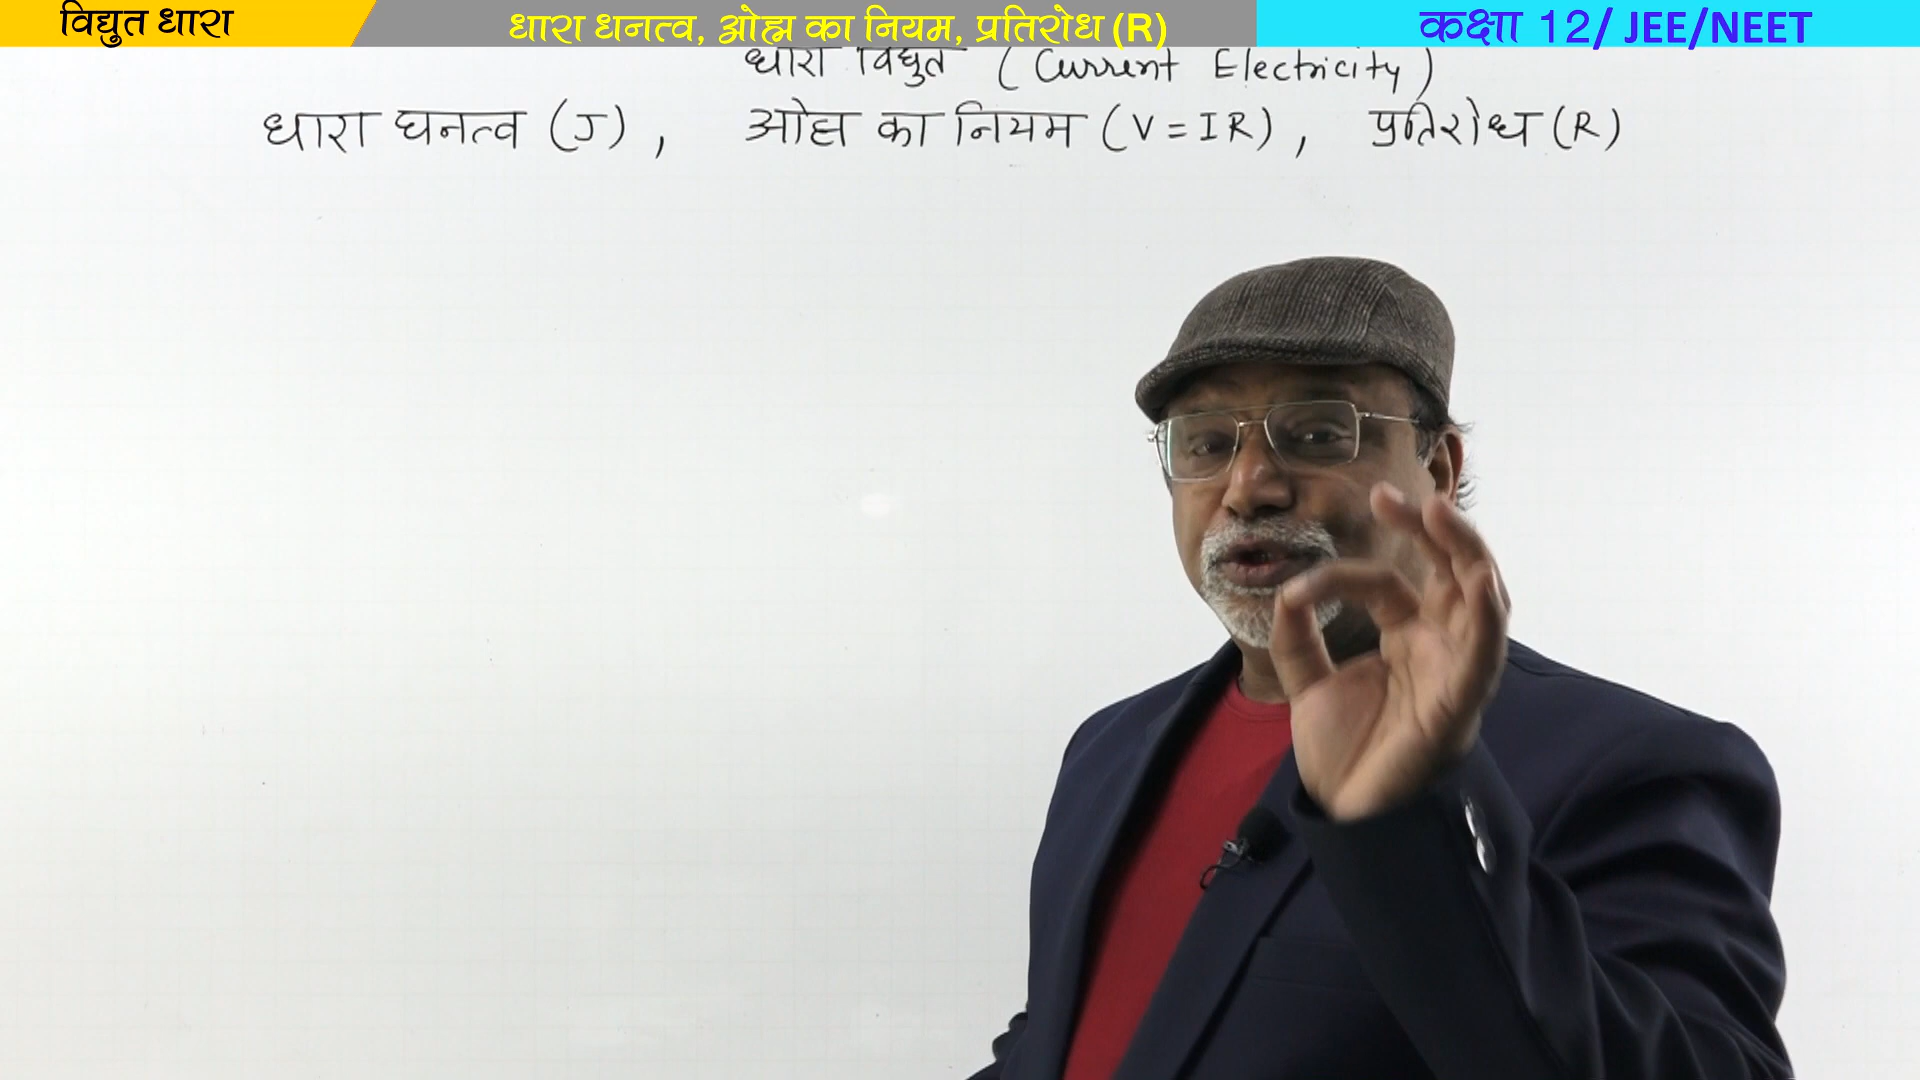 विद्युत धारा
धारा धनत्व, ओह्म का नियम, प्रतिरोध (R)
कक्षा 12/ JEE/NEET
धारा विद्युत (Current Electricity)
धारा घनत्व (J), ओह्म का नियम (V=IR), प्रतिरोध (R)